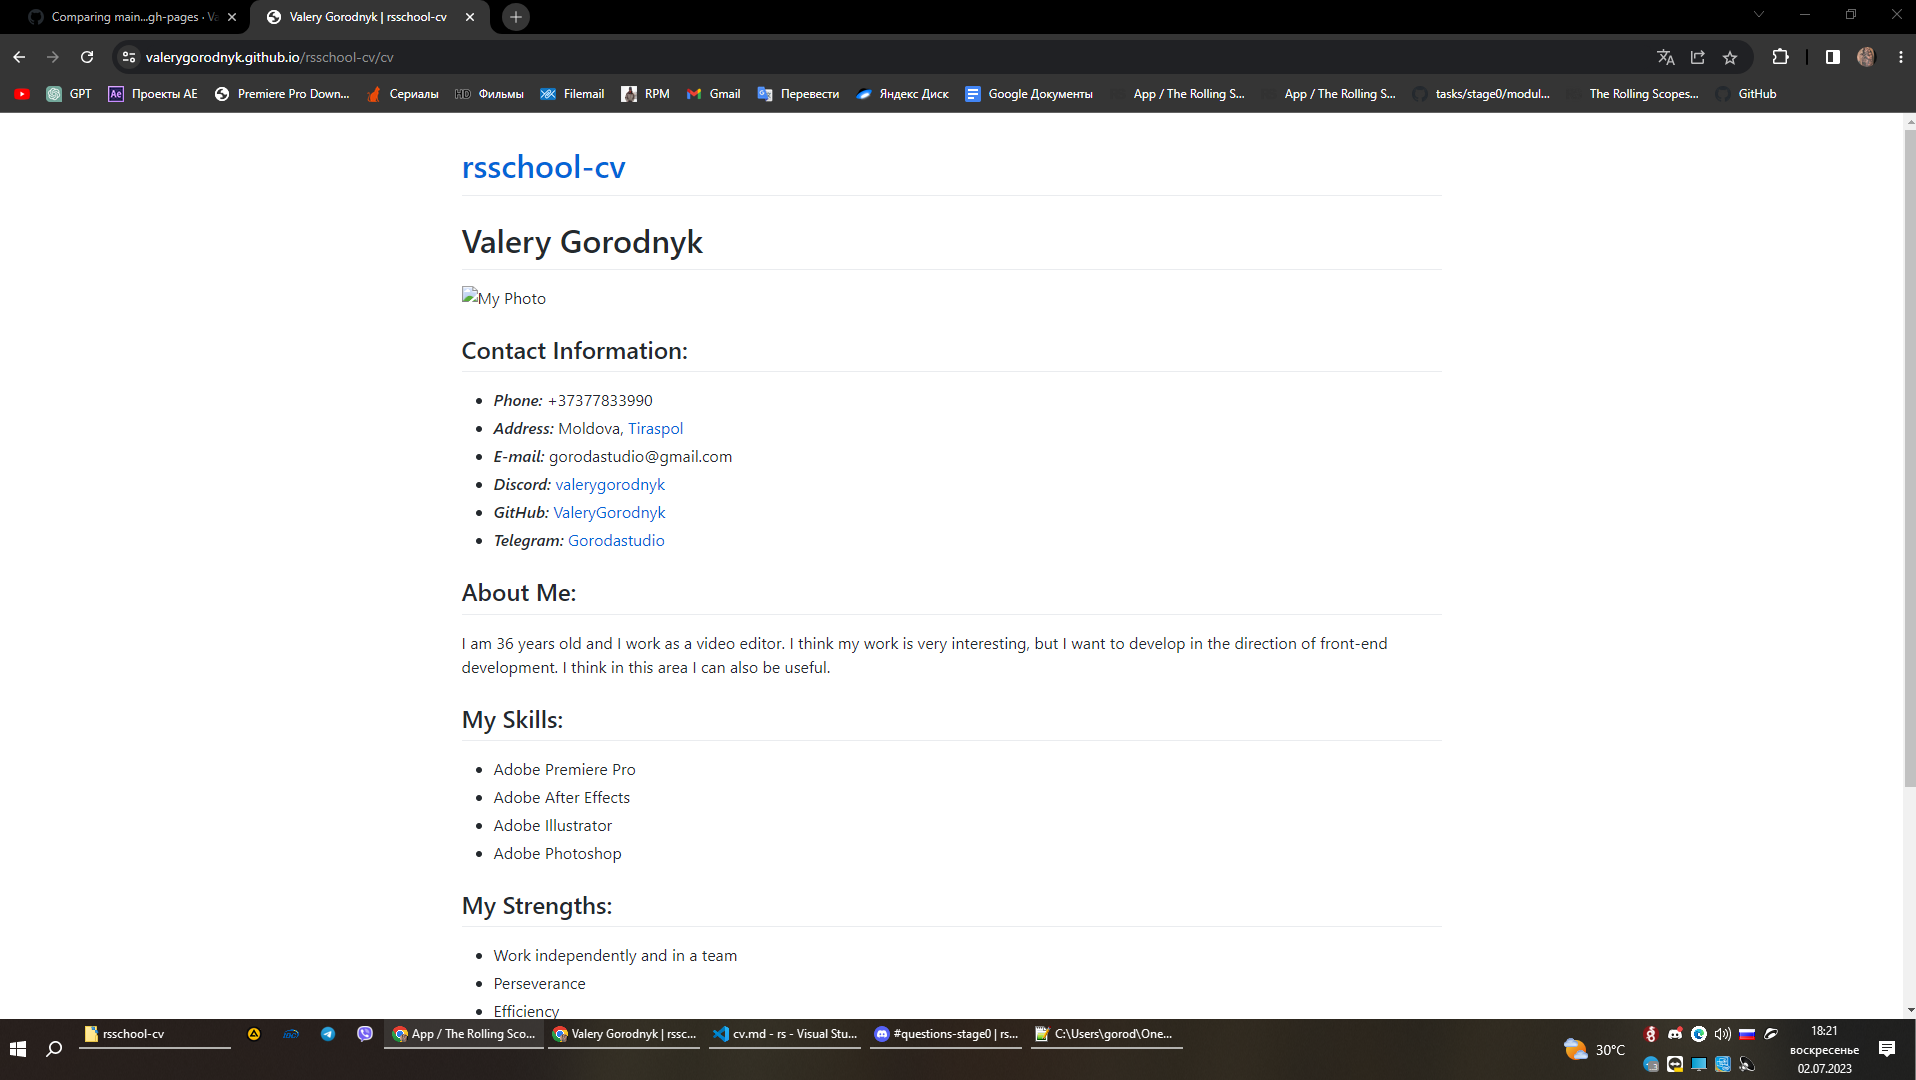 Comparing main...gh-pages · Va
Valery Gorodnyk | rsschool-cv
valerygorodnyk.github.io/rsschool-cv/cv
GPT
Ae Проекты AE
Premiere Pro Down...
Сериалы
HD Фильмы
Filemail
RPM
Gmail
Перевести
Яндекс Диск
Google Документы
App / The Rolling S...
App / The Rolling S...
tasks/stage0/modul...
The Rolling Scopes...
GitHub
rsschool-cv
Valery Gorodnyk
My Photo
Contact Information:
Phone: +37377833990
Address: Moldova, Tiraspol
E-mail: gorodastudio@gmail.com
Discord: valerygorodnyk
GitHub: ValeryGorodnyk
Telegram: Gorodastudio
About Me:
I am 36 years old and I work as a video editor. I think my work is very interesting, but I want to develop in the direction of front-end
development. I think in this area I can also be useful.
My Skills:
Adobe Premiere Pro
Adobe After Effects
Adobe Illustrator
Adobe Photoshop
My Strengths:
Work independently and in a team
Perseverance
Efficiency
rsschool-cv
App / The Rolling Sco...
Valery Gorodnyk | rssc...
cv.md - rs - Visual Stu...
#questions-stage0 | rs...
C:\Users\gorod\One...
30°C
18:21
воскресенье
02.07.2023